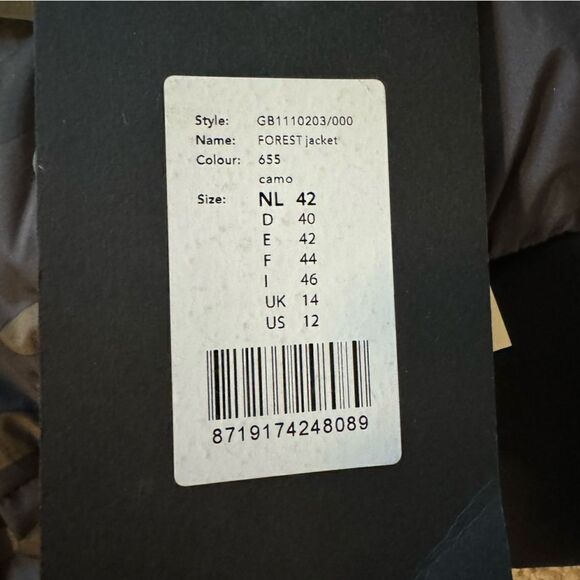 Style: GB1110203/000
Name: FOREST jacket
Colour: 655
camo
Size: NL 42
D 40
E 42
F 44
I 46
UK 14
US 12
8719174248089